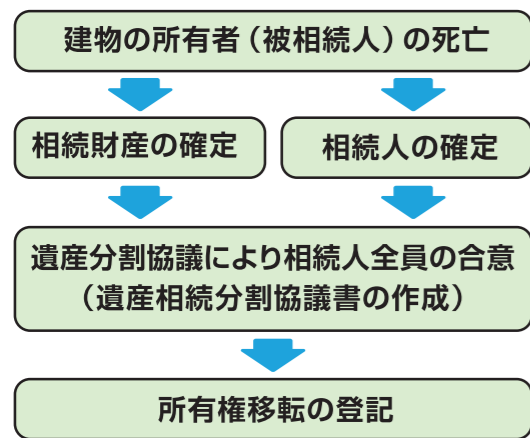 建物の所有者（被相続人）の死亡
相続財産の確定
相続人の確定
遺産分割協議により相続人全員の合意
（遺産相続分割協議書の作成）
所有権移転の登記